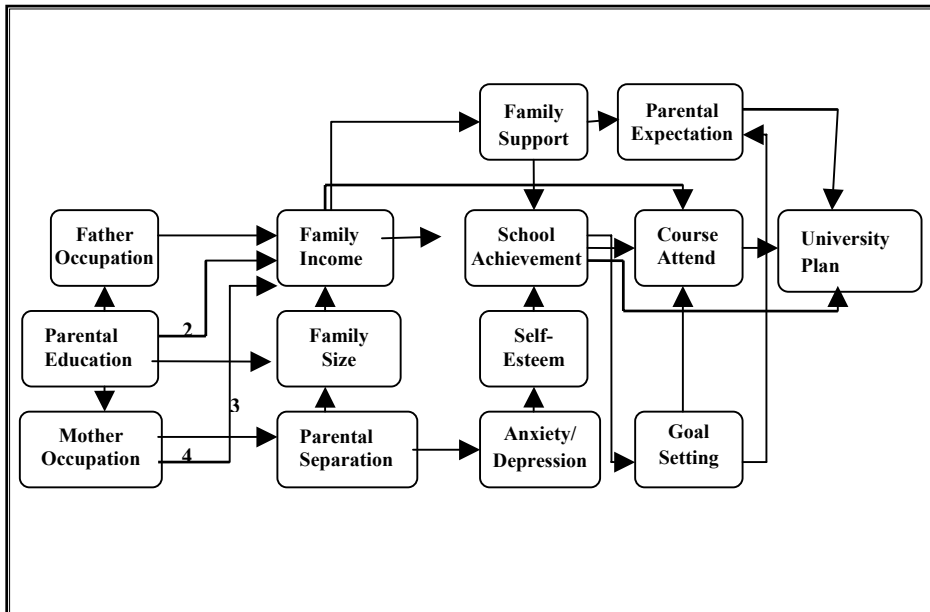 Family
Support
Parental
Expectation
Father
Occupation
Family
Income
School
Achievement
Course
Attend
University
Plan
Parental
Education
2
Family
Size
Self-
Esteem
3
Mother
Occupation
4
Parental
Separation
Anxiety/
Depression
Goal
Setting